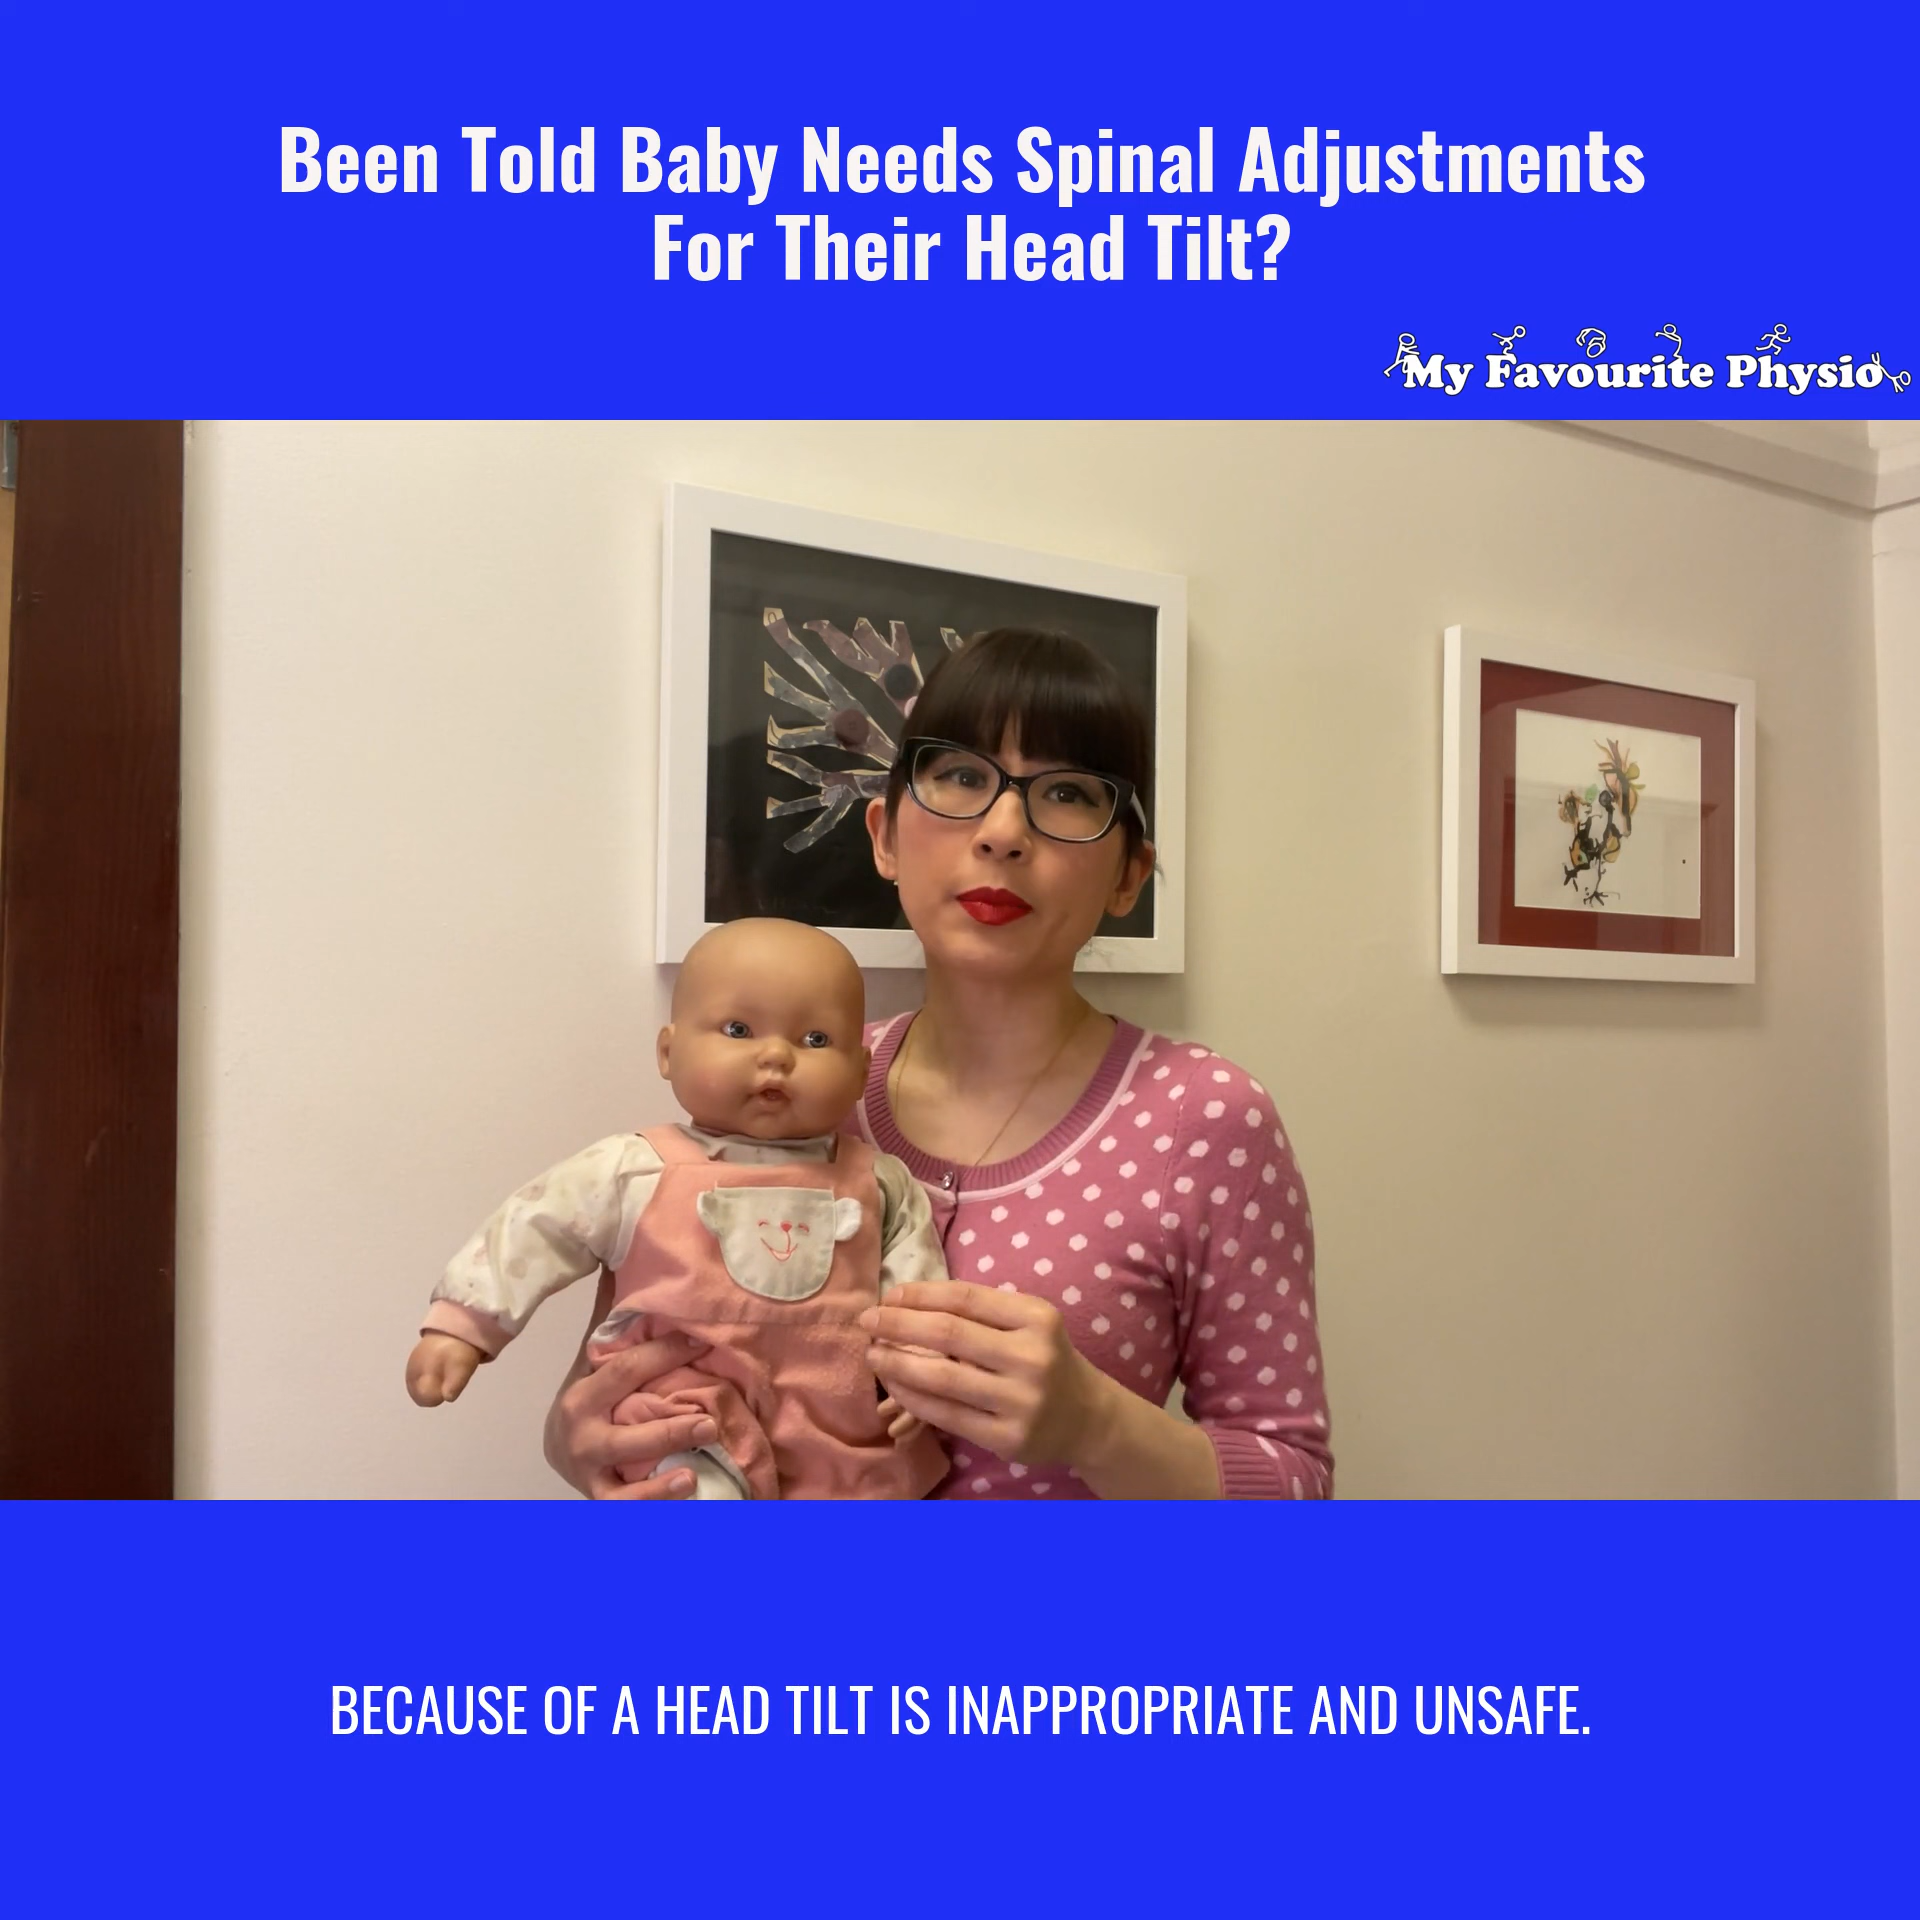 Been Told Baby Needs Spinal Adjustments
For Their Head Tilt?
My Favourite Physio
BECAUSE OF A HEAD TILT IS INAPPROPRIATE AND UNSAFE.